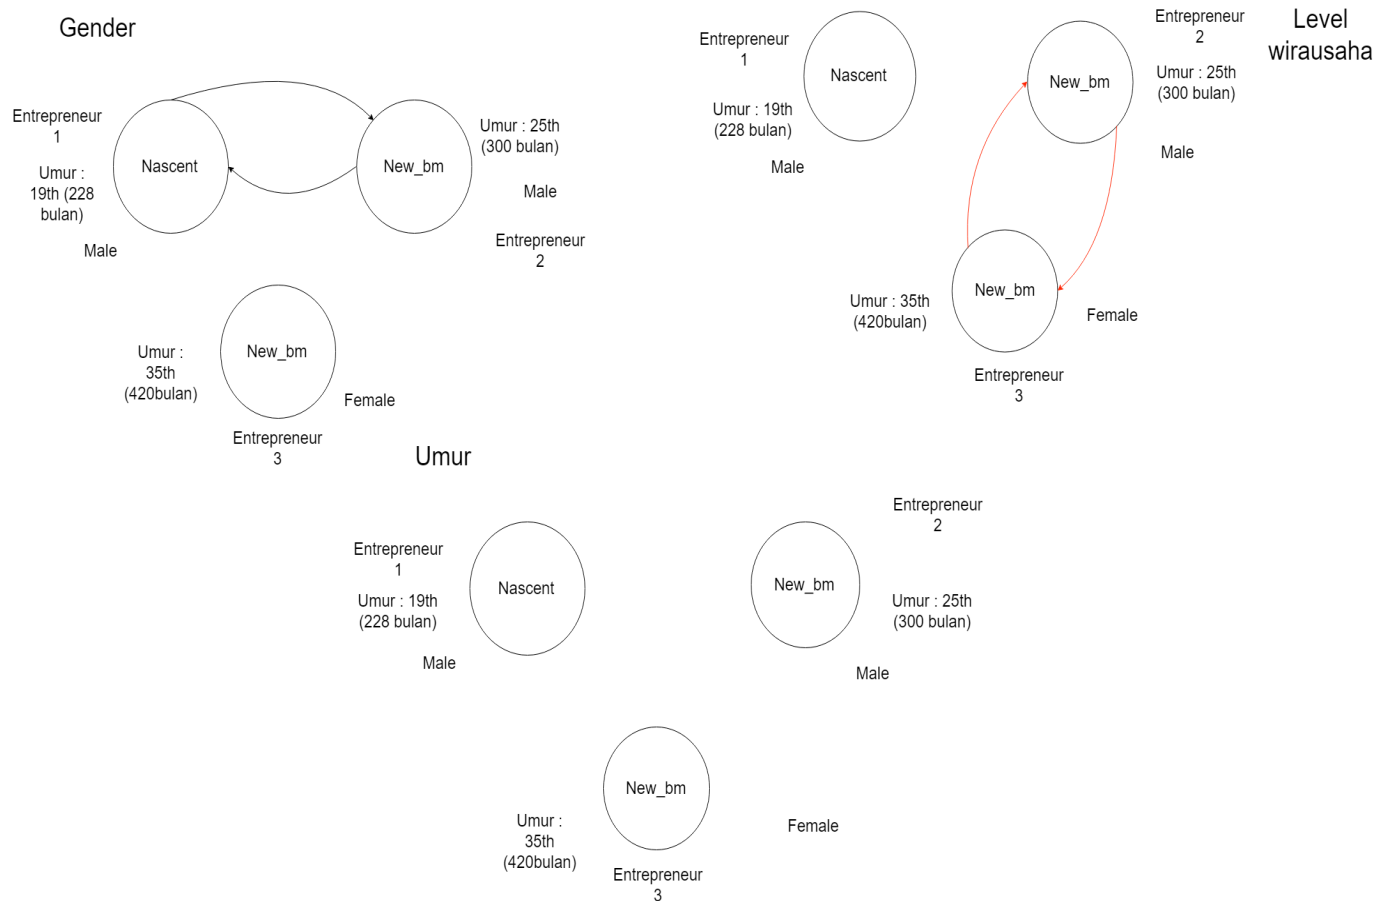 Gender
Entrepreneur
1
Umur :
19th (228
bulan)
Male
Nascent
New_bm
Umur : 25th
(300 bulan)
Male
Entrepreneur
2
New_bm
Umur :
35th
(420bulan)
Female
Entrepreneur
3
Level
wirausaha
Entrepreneur
1
Umur : 19th
(228 bulan)
Male
Nascent
New_bm
Entrepreneur
2
Umur : 25th
(300 bulan)
Male
New_bm
Umur : 35th
(420bulan)
Female
Entrepreneur
3
Umur
Entrepreneur
1
Umur : 19th
(228 bulan)
Male
Nascent
New_bm
Entrepreneur
2
Umur : 25th
(300 bulan)
Male
New_bm
Umur :
35th
(420bulan)
Female
Entrepreneur
3